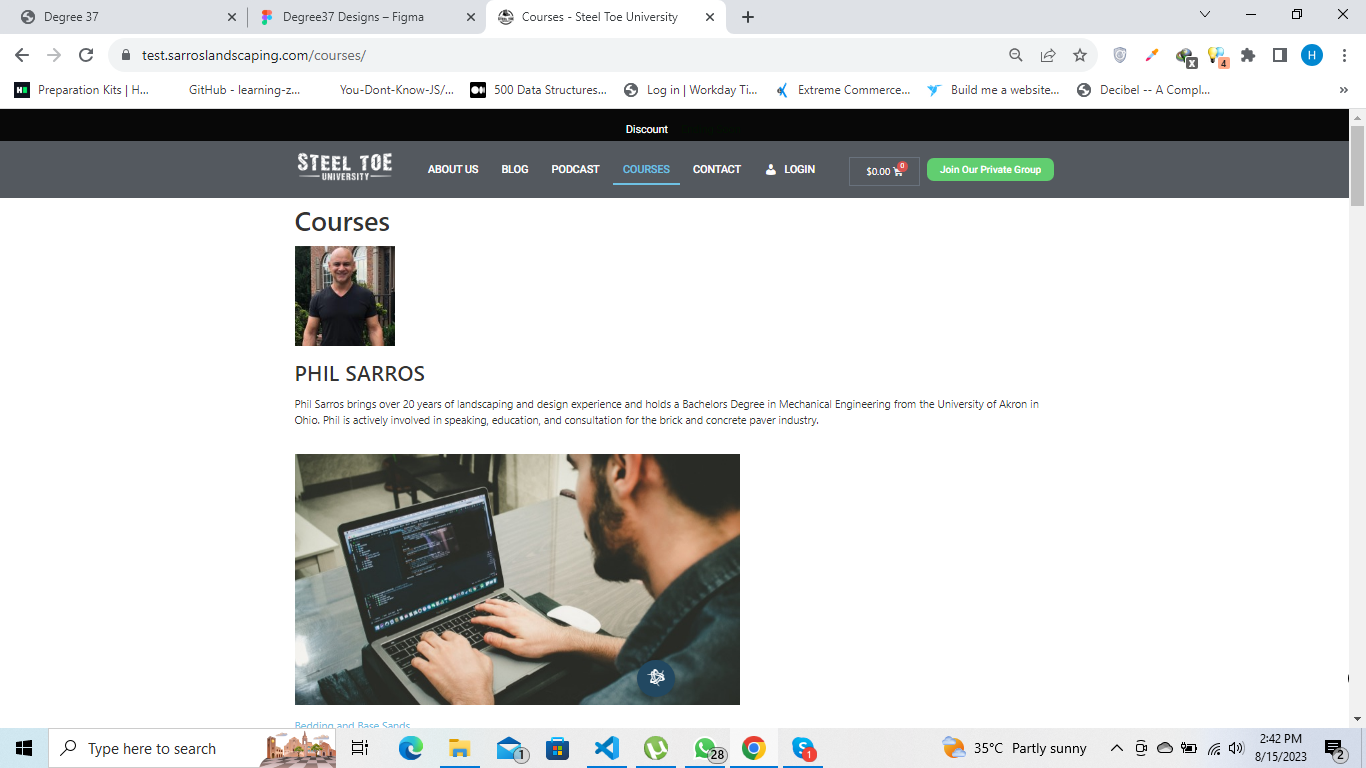 Degree 37
Degree37 Designs – Figma
Courses - Steel Toe University
test.sarroslandscaping.com/courses/
4
H
Preparation Kits | H...
GitHub - learning-z...
You-Dont-Know-JS/...
500 Data Structures...
Log in | Workday Ti...
Extreme Commerce...
Build me a website...
Decibel -- A Compl...
»
Discount
STEEL TOE
UNIVERSITY
ABOUT US
BLOG
PODCAST
COURSES
CONTACT
LOGIN
$0.00
0
Join Our Private Group
Courses
PHIL SARROS
Phil Sarros brings over 20 years of landscaping and design experience and holds a Bachelors Degree in Mechanical Engineering from the University of Akron in
Ohio. Phil is actively involved in speaking, education, and consultation for the brick and concrete paver industry.
Bedding and Base Sands
Type here to search
1
28
1
35°C Partly sunny
2:42 PM
8/15/2023
2